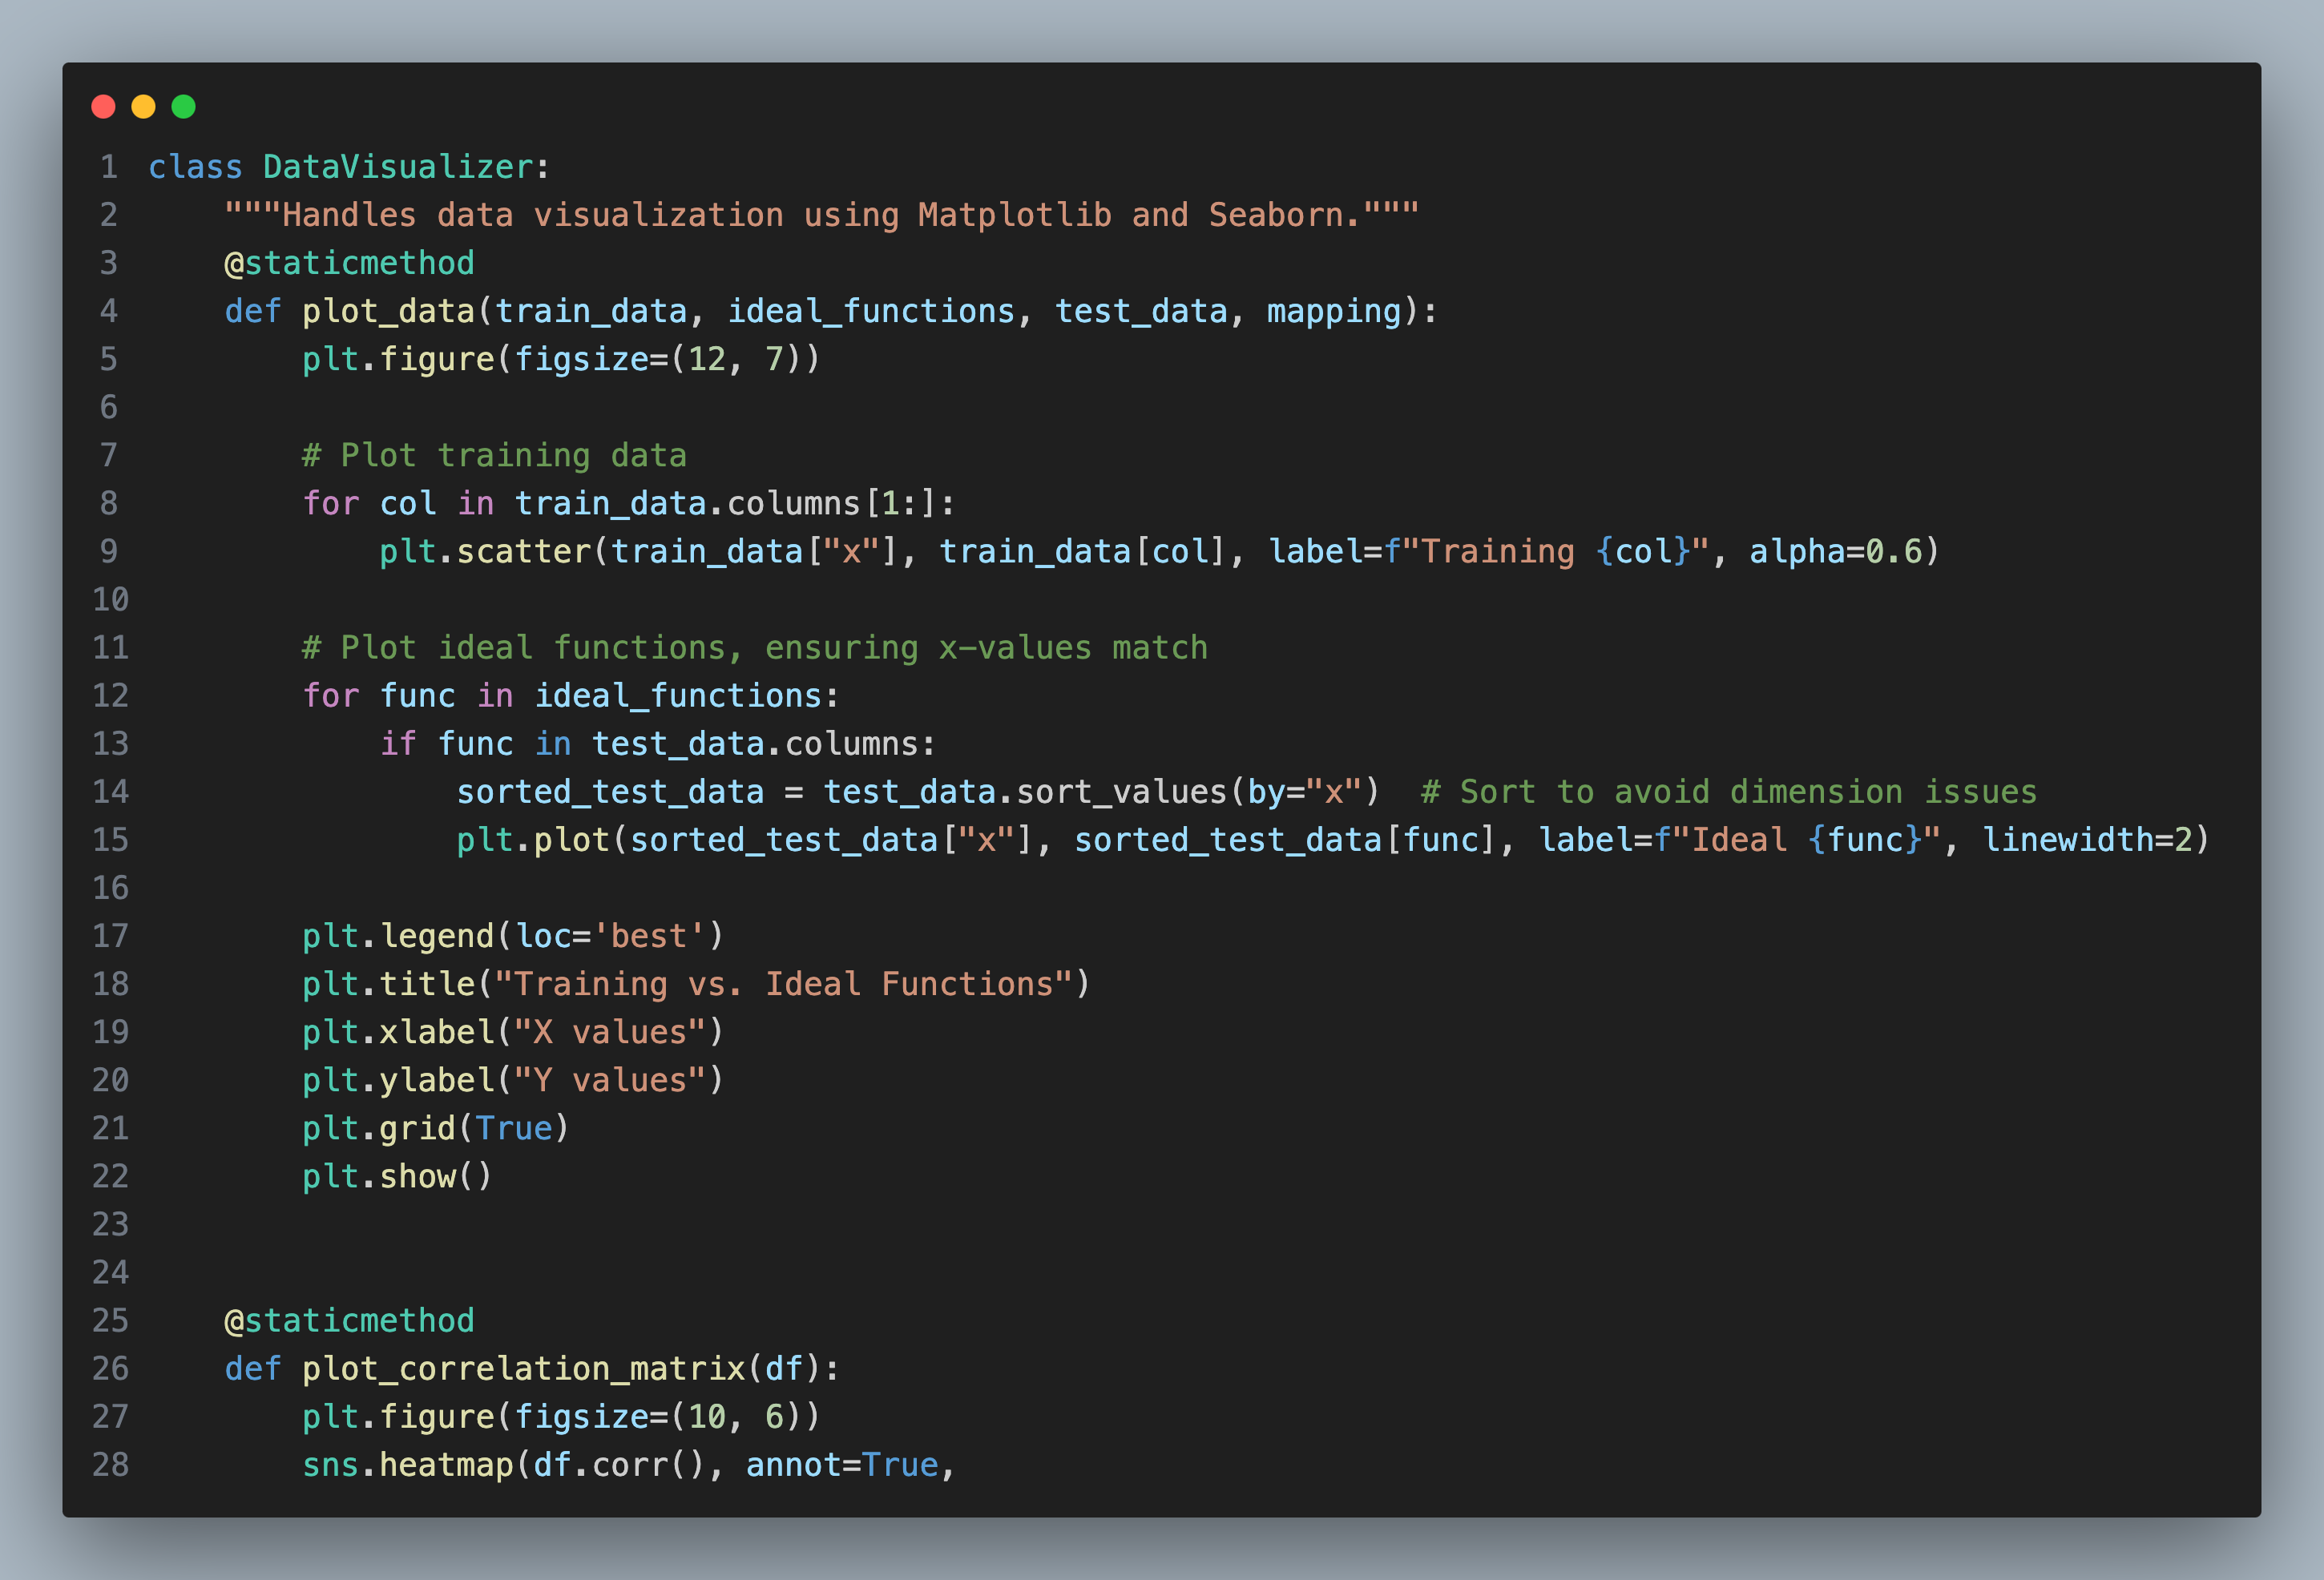 1 class DataVisualizer:
2     """Handles data visualization using Matplotlib and Seaborn."""
3     @staticmethod
4     def plot_data(train_data, ideal_functions, test_data, mapping):
5         plt.figure(figsize=(12, 7))
6
7         # Plot training data
8         for col in train_data.columns[1:]:
9             plt.scatter(train_data["x"], train_data[col], label=f"Training {col}", alpha=0.6)
10
11         # Plot ideal functions, ensuring x-values match
12         for func in ideal_functions:
13             if func in test_data.columns:
14                 sorted_test_data = test_data.sort_values(by="x")  # Sort to avoid dimension issues
15                 plt.plot(sorted_test_data["x"], sorted_test_data[func], label=f"Ideal {func}", linewidth=2)
16
17         plt.legend(loc='best')
18         plt.title("Training vs. Ideal Functions")
19         plt.xlabel("X values")
20         plt.ylabel("Y values")
21         plt.grid(True)
22         plt.show()
23
24
25     @staticmethod
26     def plot_correlation_matrix(df):
27         plt.figure(figsize=(10, 6))
28         sns.heatmap(df.corr(), annot=True,